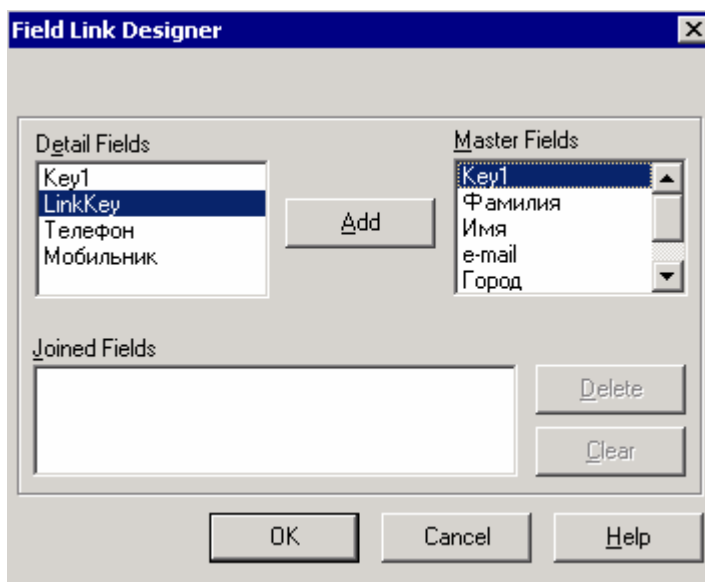 Field Link Designer
Detail Fields
Key1
LinkKey
Телефон
Мобильник
Add
Master Fields
Key1
Фамилия
Имя
e-mail
Город
Joined Fields
Delete
Clear
OK
Cancel
Help